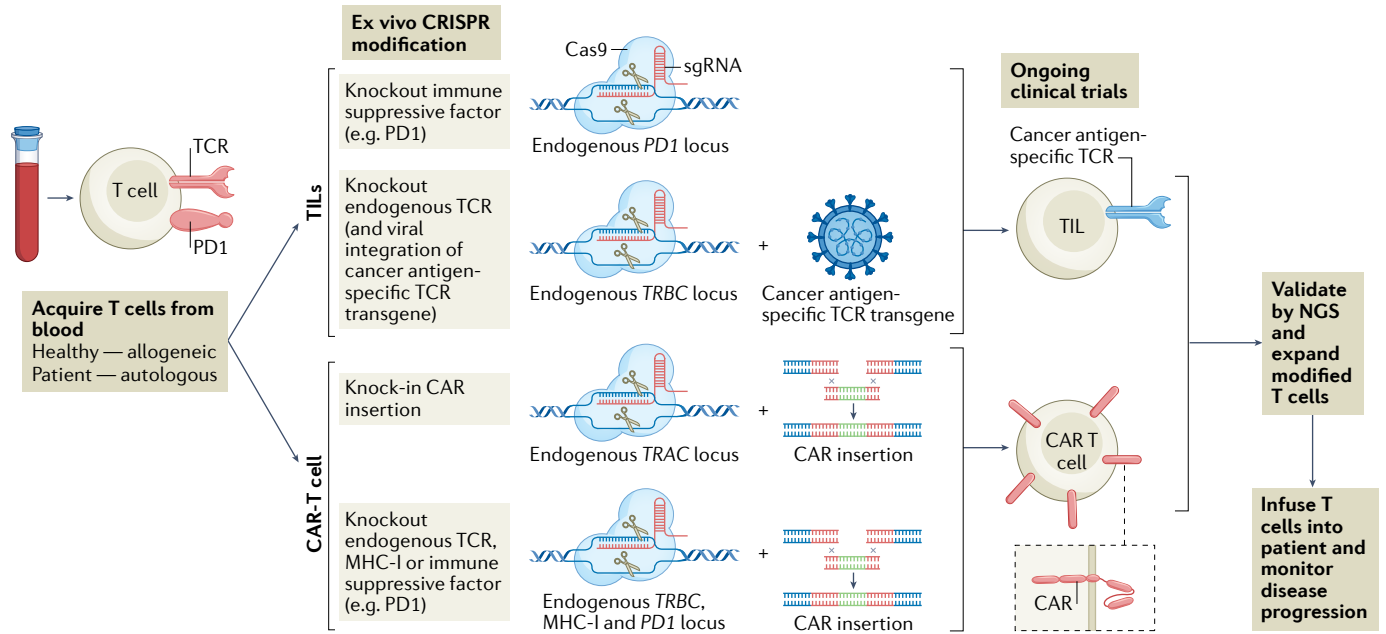 Ex vivo CRISPR
modification
TCR
T cell
PD1
Acquire T cells from
blood
Healthy — allogeneic
Patient — autologous
TILs
Knockout immune
suppressive factor
(e.g. PD1)
Cas9
sgRNA
Endogenous PD1 locus
Knockout
endogenous TCR
(and viral
integration of
cancer antigen-
specific TCR
transgene)
Endogenous TRBC locus
+
Cancer antigen-
specific TCR transgene
CAR-T cell
Knock-in CAR
insertion
Endogenous TRAC locus
+
CAR insertion
Knockout
endogenous TCR,
MHC-I or immune
suppressive factor
(e.g. PD1)
Endogenous TRBC,
MHC-I and PD1 locus
+
CAR insertion
Ongoing
clinical trials
Cancer antigen-
specific TCR
TIL
CAR T
cell
CAR
Validate
by NGS
and
expand
modified
T cells
Infuse T
cells into
patient and
monitor
disease
progression